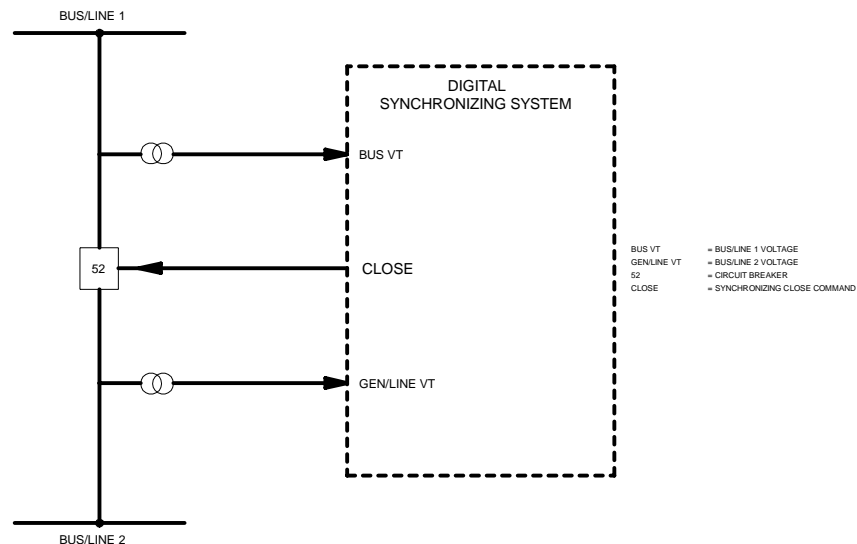 BUS/LINE 1
DIGITAL
SYNCHRONIZING SYSTEM
BUS VT
52
CLOSE
GEN/LINE VT
BUS/LINE 2
BUS VT = BUS/LINE 1 VOLTAGE
GEN/LINE VT = BUS/LINE 2 VOLTAGE
52 = CIRCUIT BREAKER
CLOSE = SYNCHRONIZING CLOSE COMMAND